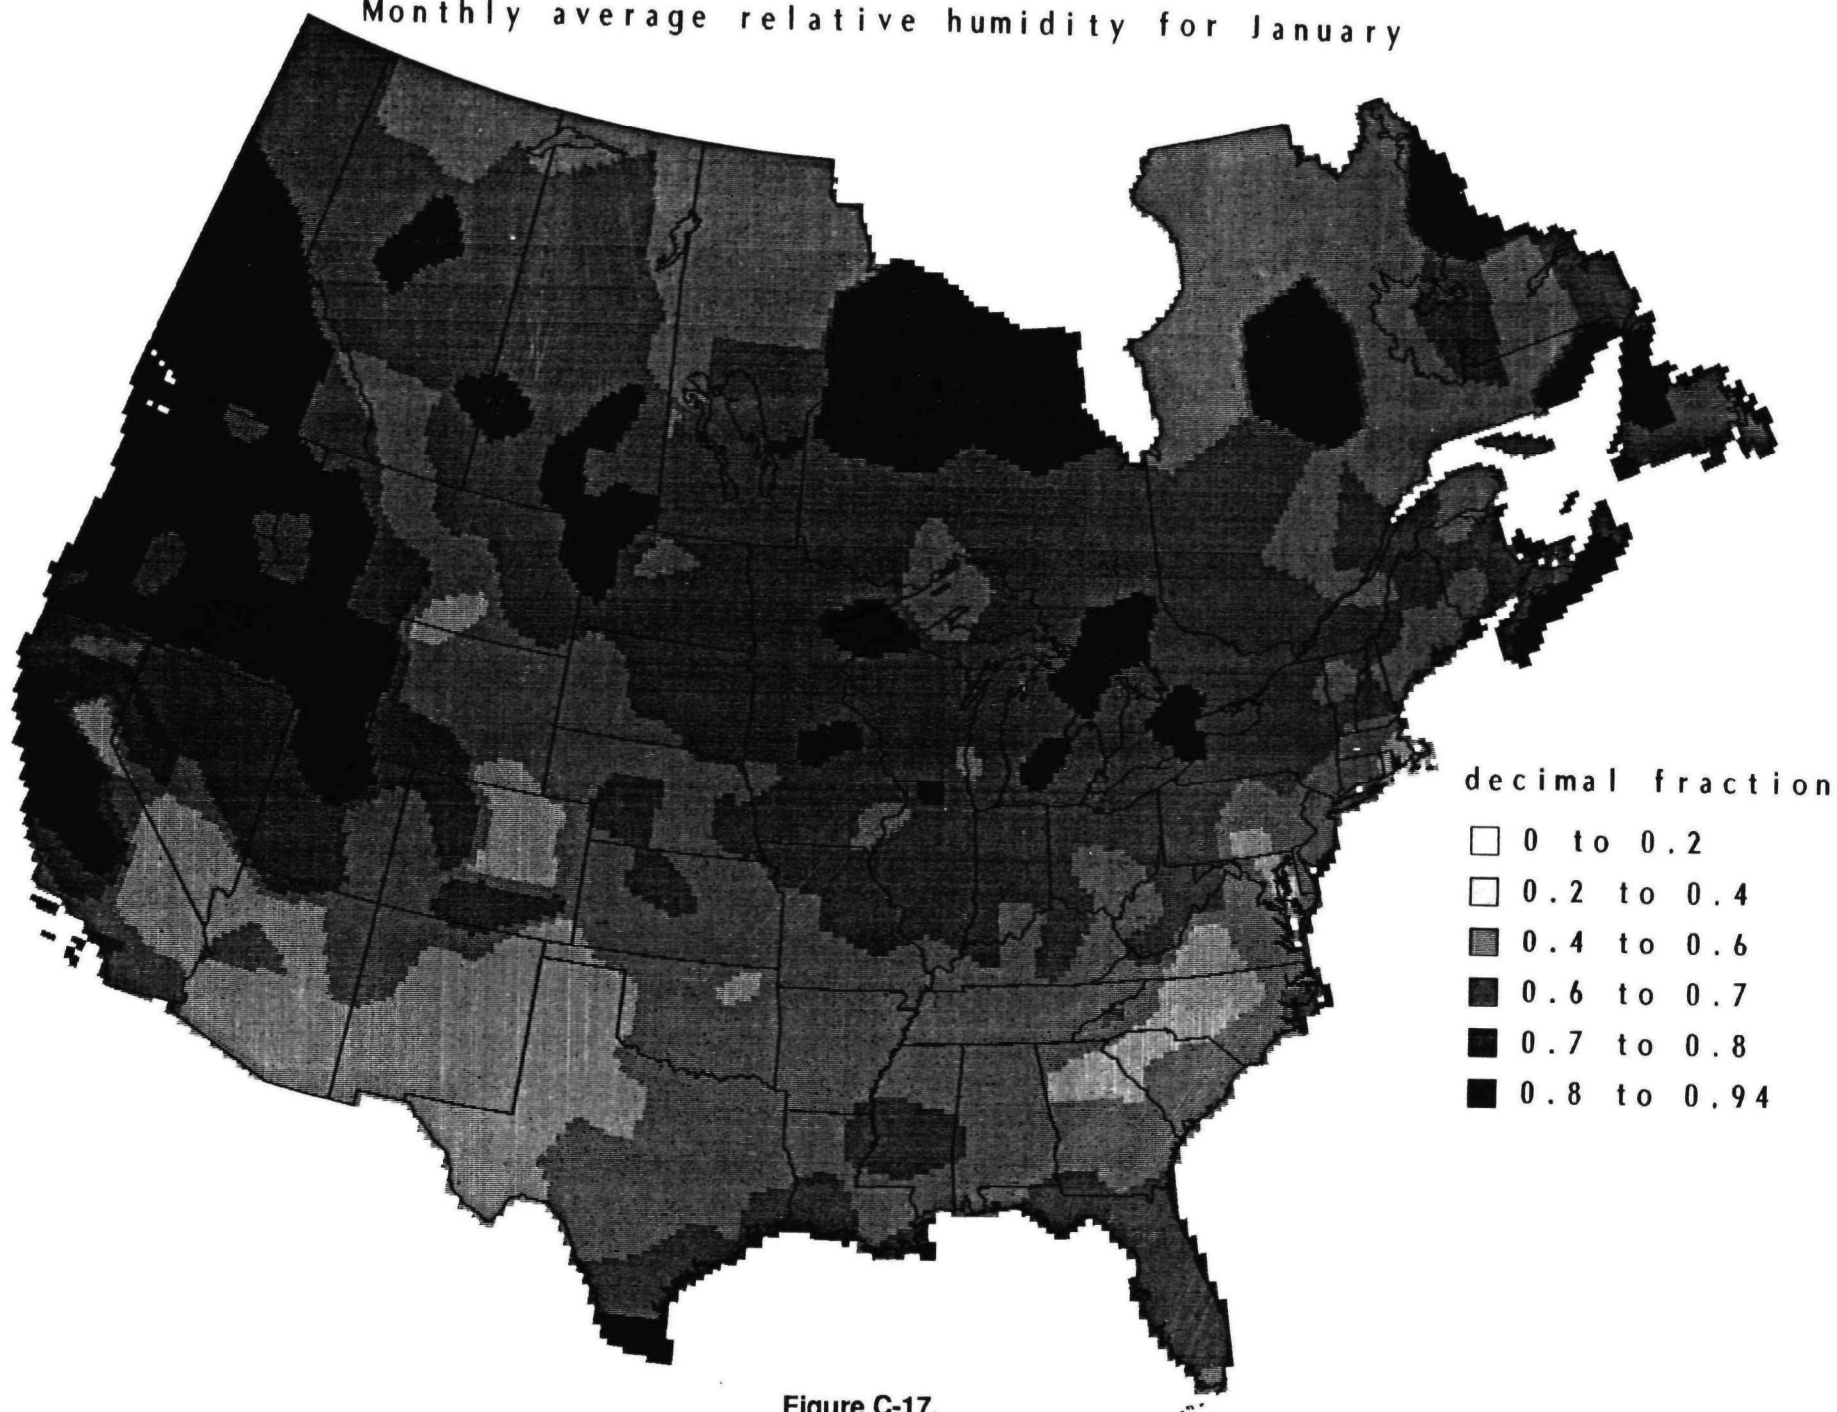 Monthly average relative humidity for January
decimal fraction
0 to 0.2
0.2 to 0.4
0.4 to 0.6
0.6 to 0.7
0.7 to 0.8
0.8 to 0.94
Figure C-17.